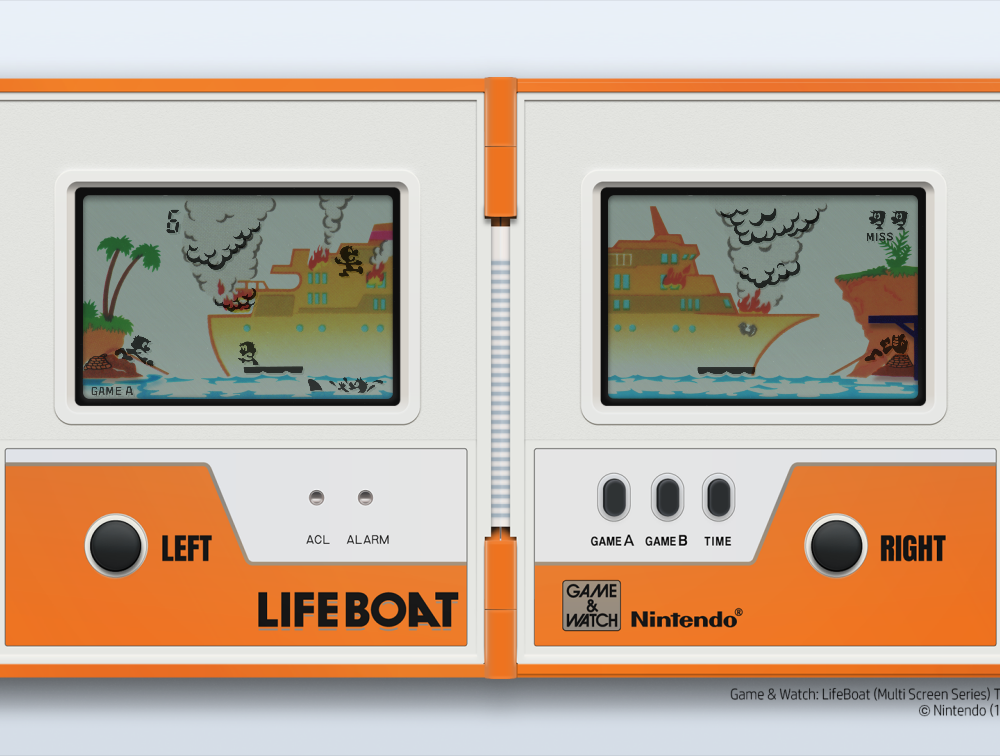 6
MISS
GAME A
ACL ALARM
LEFT
LIFEBOAT
GAME A GAME B TIME
RIGHT
GAME
&
WATCH
Nintendo®
Game & Watch: LifeBoat (Multi Screen Series) T
© Nintendo (1